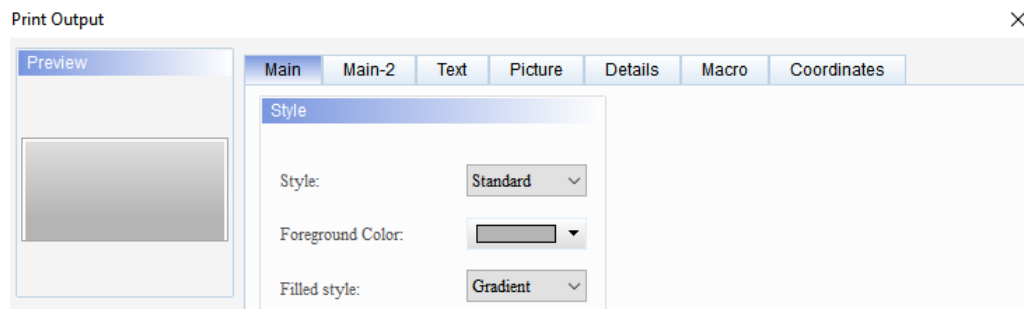 Print Output
Preview
Main Main-2 Text Picture Details Macro Coordinates
Style
Style: Standard
Foreground Color:
Filled style: Gradient